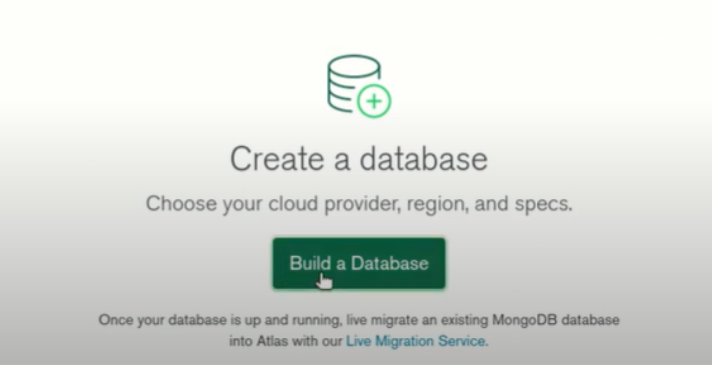 Create a database
Choose your cloud provider, region, and specs.
Build a Database
Once your database is up and running, live migrate an existing MongoDB database
into Atlas with our Live Migration Service.